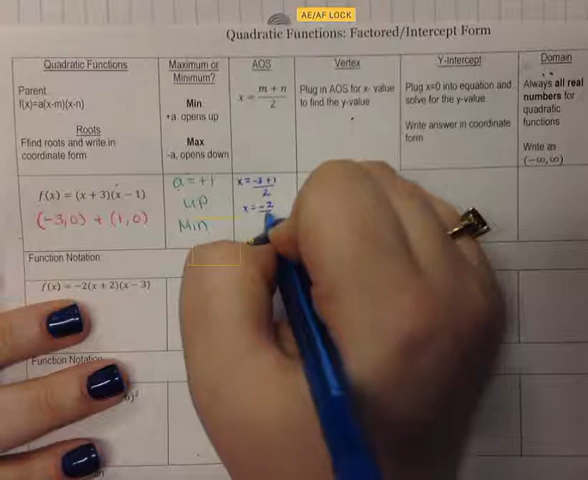 AE/AF LOCK
Quadratic Functions: Factored/Intercept Form
Quadratic Functions
Parent
f(x)=a(x-m)(x-n)
Roots
Ffind roots and write in
coordinate form
Maximum or
Minimum?
Min
+a, opens up
Max
-a, opens down
AOS
x = m + n / 2
Vertex
Plug in AOS for x- value
to find the y-value
Y-Intercept
Plug x=0 into equation and
solve for the y-value
Write answer in coordinate
form
Domain
Always all real
numbers for
quadratic
functions
Write as
(-∞, ∞)
f(x) = (x + 3)(x - 1)
(-3,0) + (1,0)
a = +1
up
Min
x = -3 + 1 / 2
x = -2
Function Notation:
f(x) = -2(x + 2)(x - 3)
Function Notation
)²